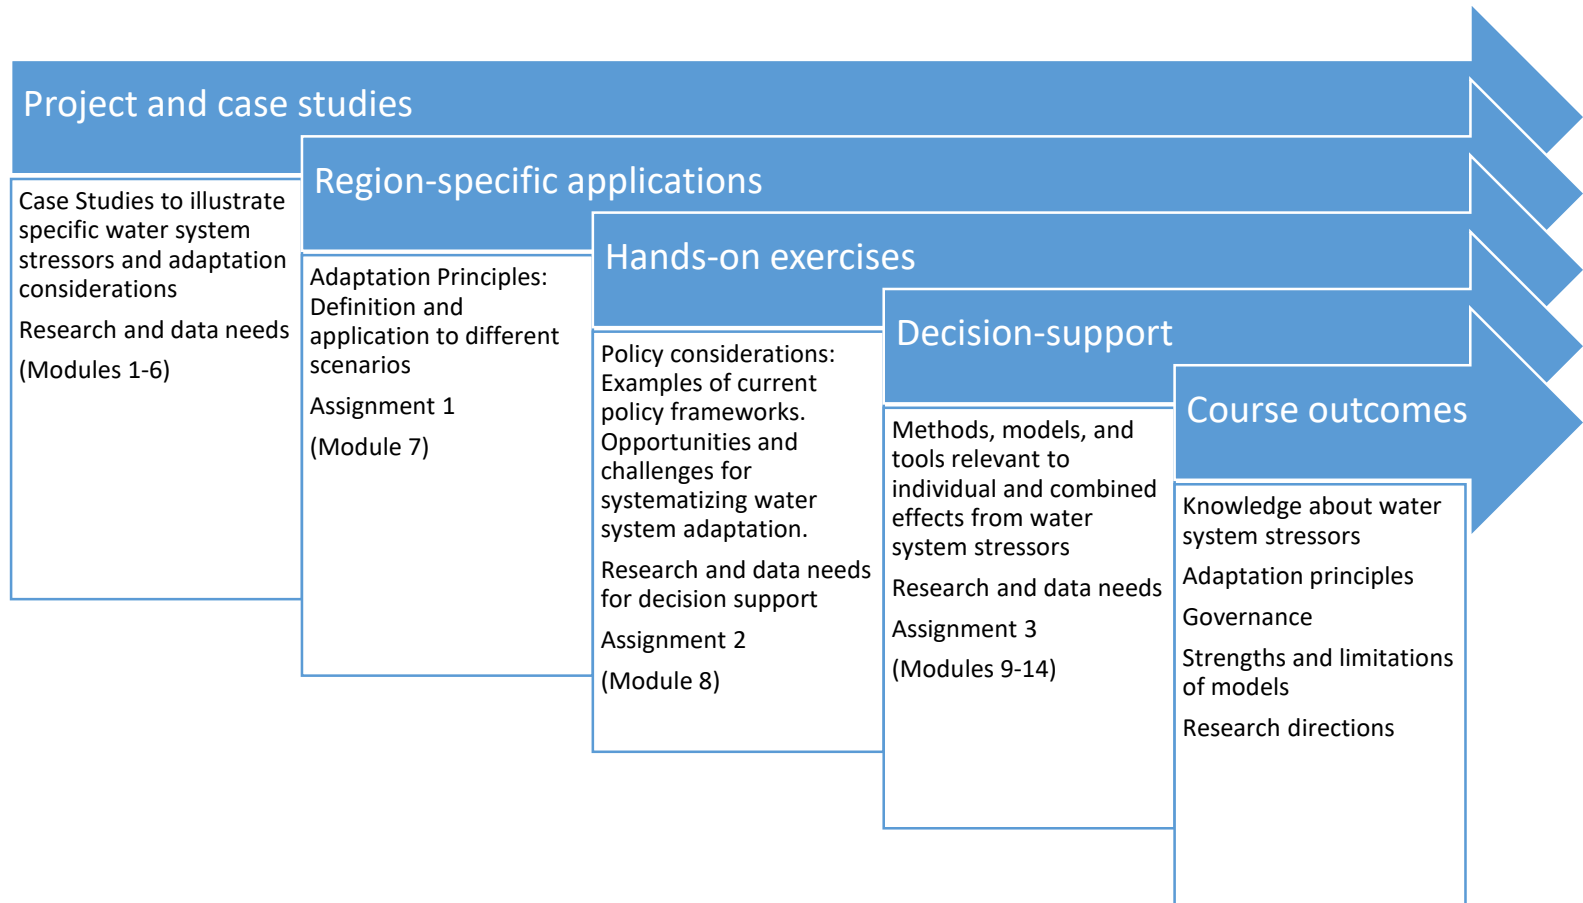 Project and case studies
Case Studies to illustrate
specific water system
stressors and adaptation
considerations
Research and data needs
(Modules 1-6)
Region-specific applications
Adaptation Principles:
Definition and
application to different
scenarios
Assignment 1
(Module 7)
Hands-on exercises
Policy considerations:
Examples of current
policy frameworks.
Opportunities and
challenges for
systematizing water
system adaptation.
Research and data needs
for decision support
Assignment 2
(Module 8)
Decision-support
Methods, models, and
tools relevant to
individual and combined
effects from water
system stressors
Research and data needs
Assignment 3
(Modules 9-14)
Course outcomes
Knowledge about water
system stressors
Adaptation principles
Governance
Strengths and limitations
of models
Research directions